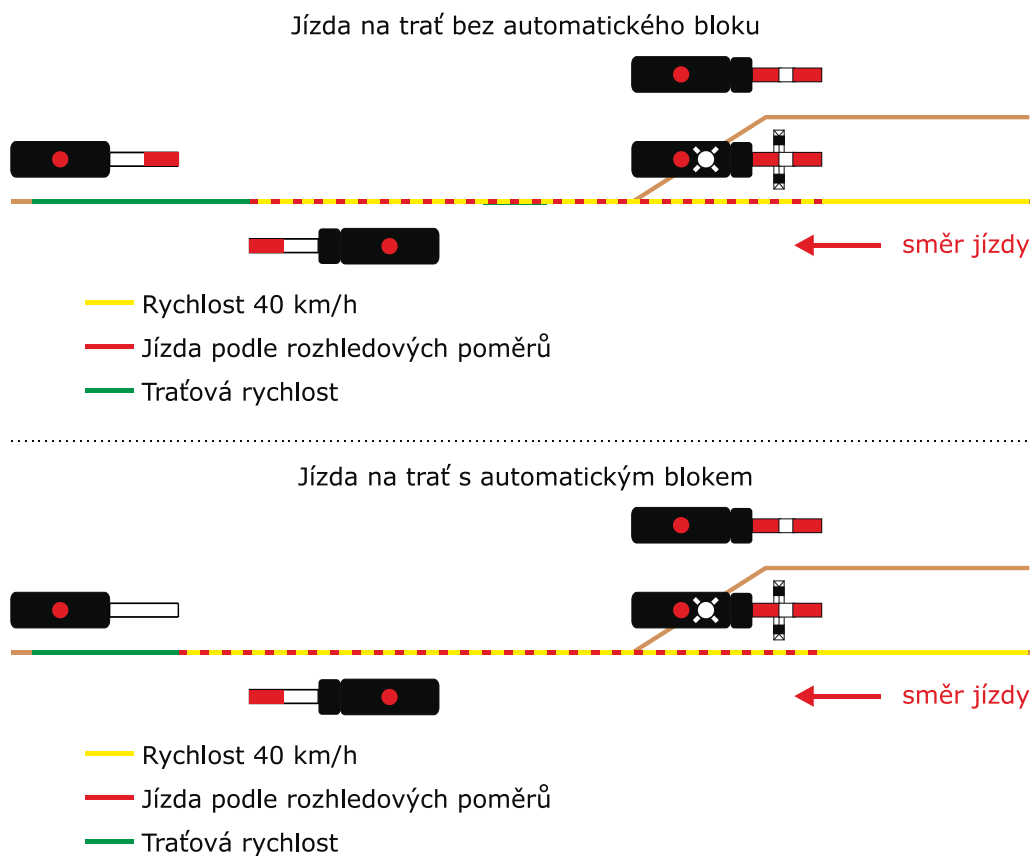 Jízda na trať bez automatického bloku
směr jízdy
Rychlost 40 km/h
Jízda podle rozhledových poměrů
Traťová rychlost
Jízda na trať s automatickým blokem
směr jízdy
Rychlost 40 km/h
Jízda podle rozhledových poměrů
Traťová rychlost